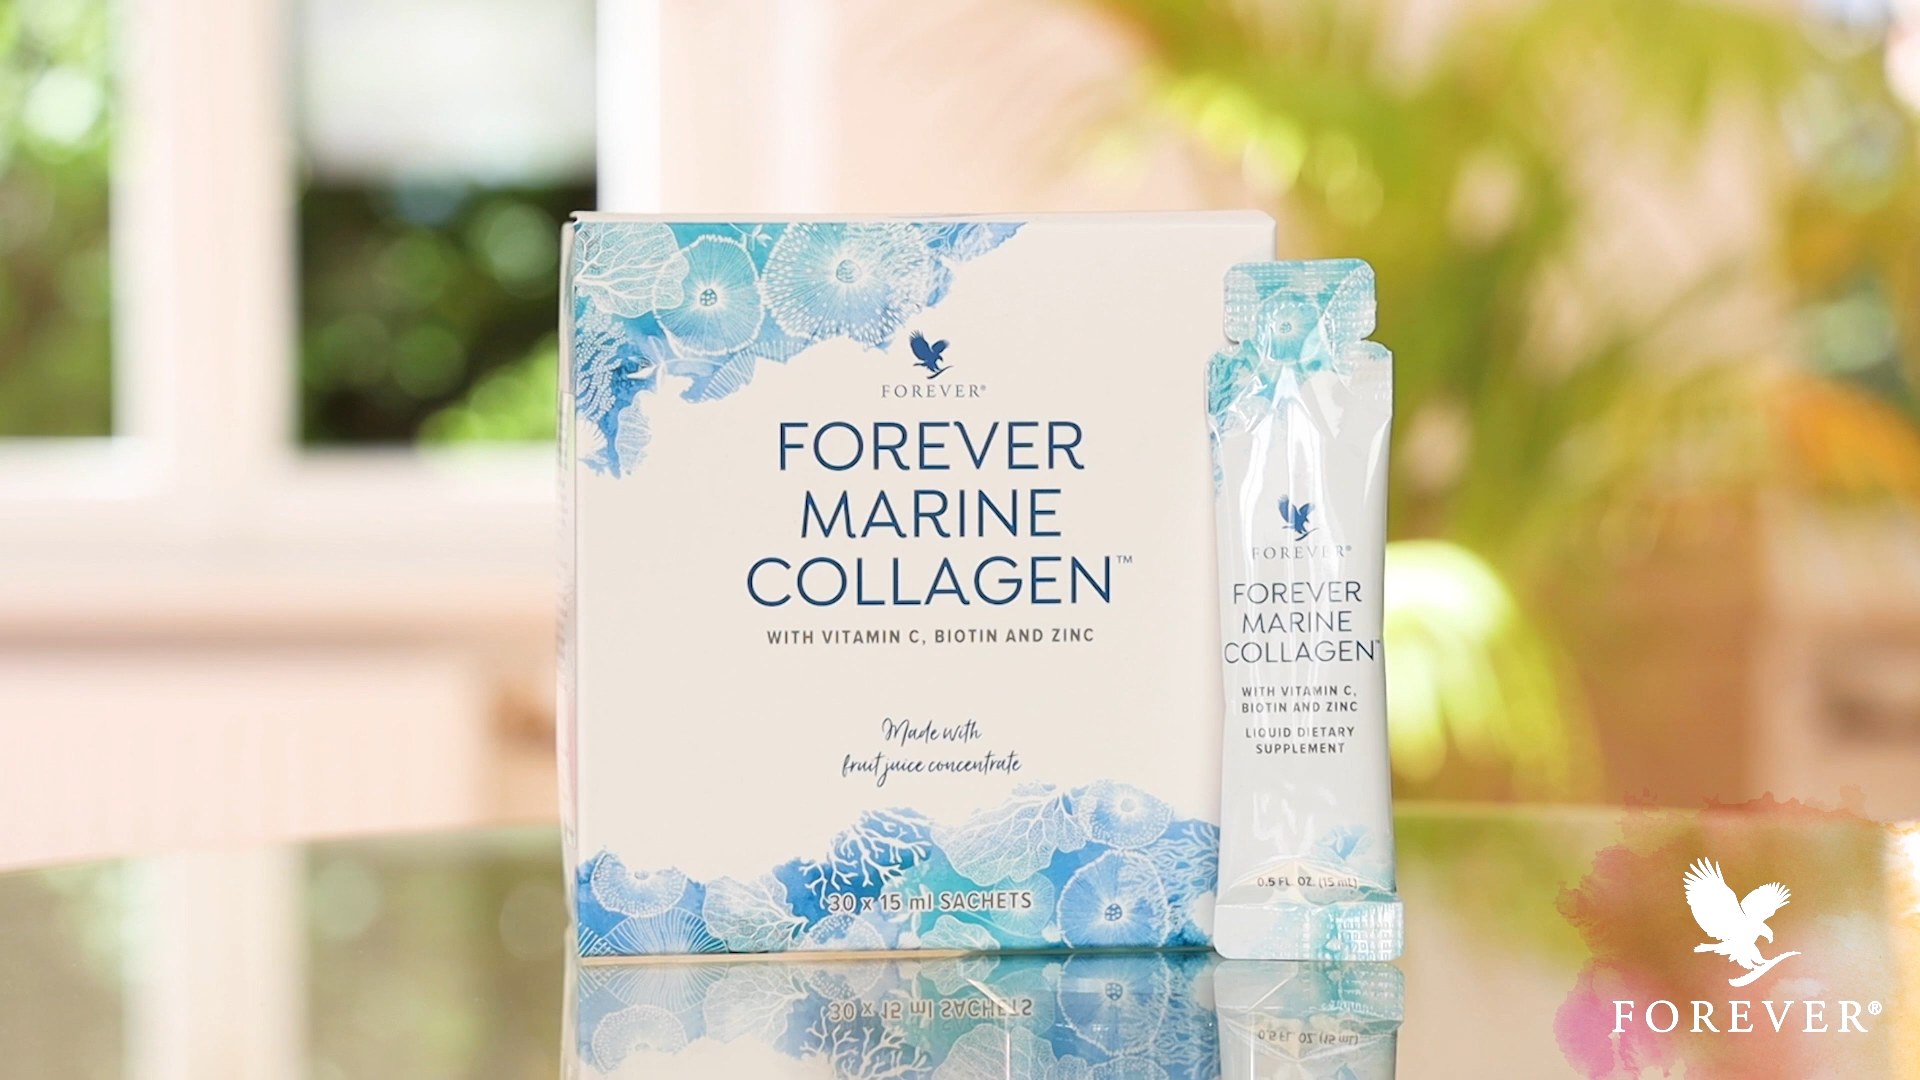 FOREVER®
FOREVER
MARINE
COLLAGEN™
WITH VITAMIN C, BIOTIN AND ZINC
Made with
fruit juice concentrate
30 x 15 ml SACHETS
FOREVER®
FOREVER
MARINE
COLLAGEN™
WITH VITAMIN C,
BIOTIN AND ZINC
LIQUID DIETARY
SUPPLEMENT
0.5 FL. OZ. (15 mL)
FOREVER®